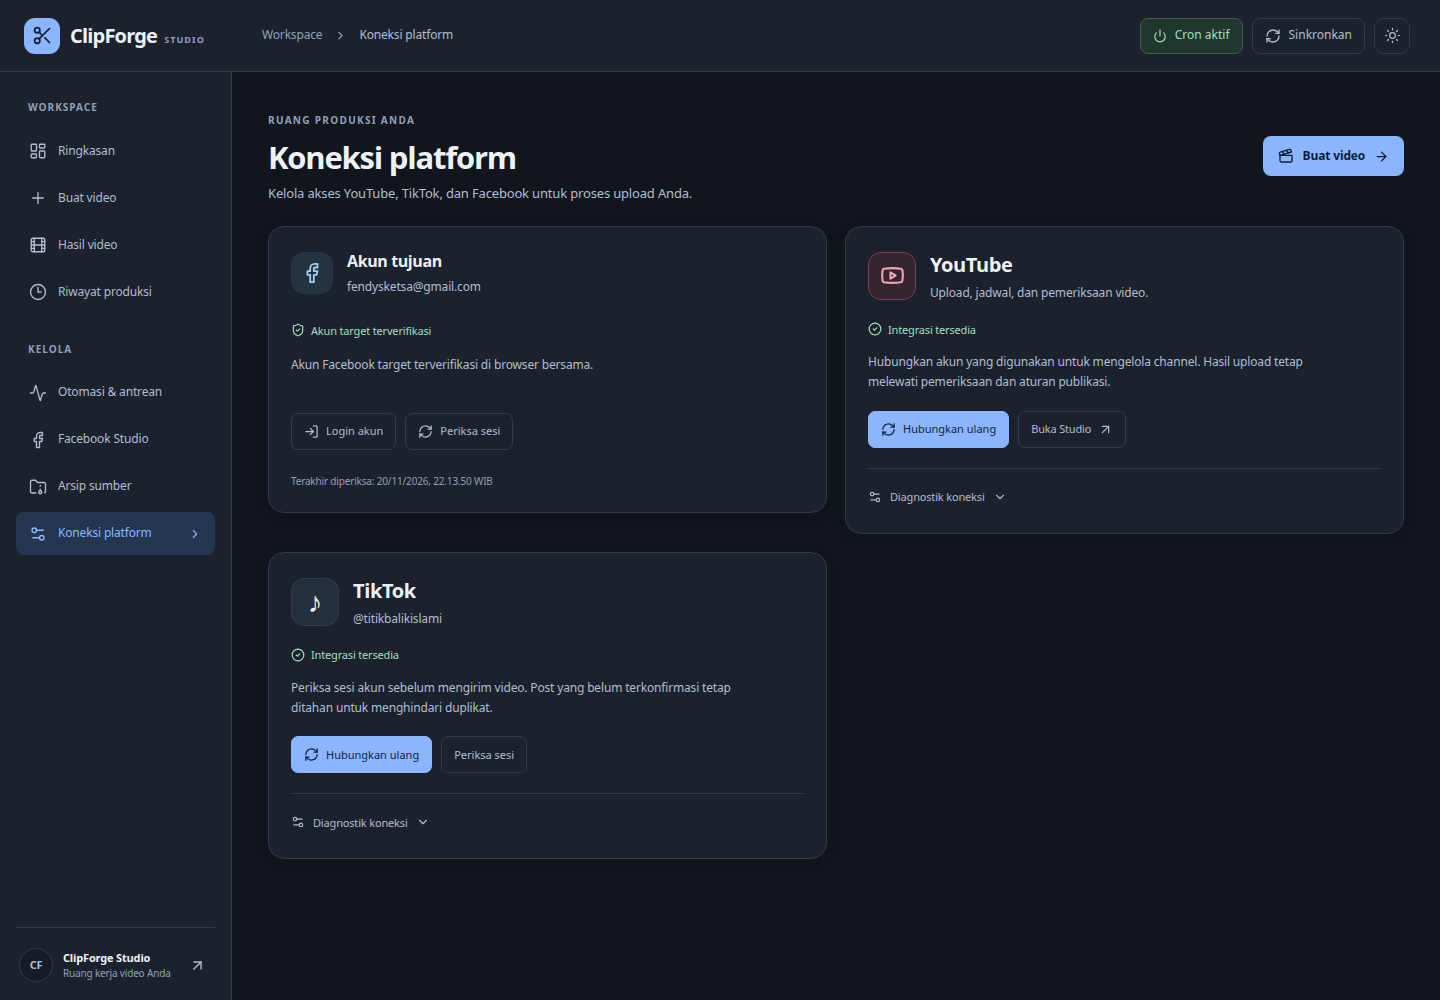 ClipForge STUDIO
Workspace
Koneksi platform
Cron aktif
Sinkronkan
WORKSPACE
Ringkasan
Buat video
Hasil video
Riwayat produksi
KELOLA
Otomasi & antrean
Facebook Studio
Arsip sumber
Koneksi platform
CF
ClipForge Studio
Ruang kerja video Anda
RUANG PRODUKSI ANDA
Koneksi platform
Kelola akses YouTube, TikTok, dan Facebook untuk proses upload Anda.
Buat video
Akun tujuan
fendysketsa@gmail.com
Akun target terverifikasi
Akun Facebook target terverifikasi di browser bersama.
Login akun
Periksa sesi
Terakhir diperiksa: 20/11/2026, 22.13.50 WIB
YouTube
Upload, jadwal, dan pemeriksaan video.
Integrasi tersedia
Hubungkan akun yang digunakan untuk mengelola channel. Hasil upload tetap
melewati pemeriksaan dan aturan publikasi.
Hubungkan ulang
Buka Studio
Diagnostik koneksi
TikTok
@titikbalikislami
Integrasi tersedia
Periksa sesi akun sebelum mengirim video. Post yang belum terkonfirmasi tetap
ditahan untuk menghindari duplikat.
Hubungkan ulang
Periksa sesi
Diagnostik koneksi